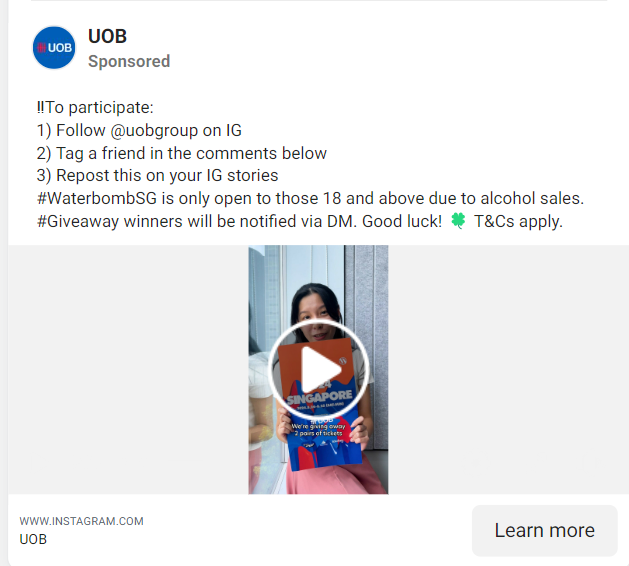 UOB
UOB
Sponsored
‼To participate:
1) Follow @uobgroup on IG
2) Tag a friend in the comments below
3) Repost this on your IG stories
#WaterbombSG is only open to those 18 and above due to alcohol sales.
#Giveaway winners will be notified via DM. Good luck! 🍀 T&Cs apply.
SINGAPORE
UOB
We're giving away
2 pairs of tickets
WWW.INSTAGRAM.COM
UOB
Learn more